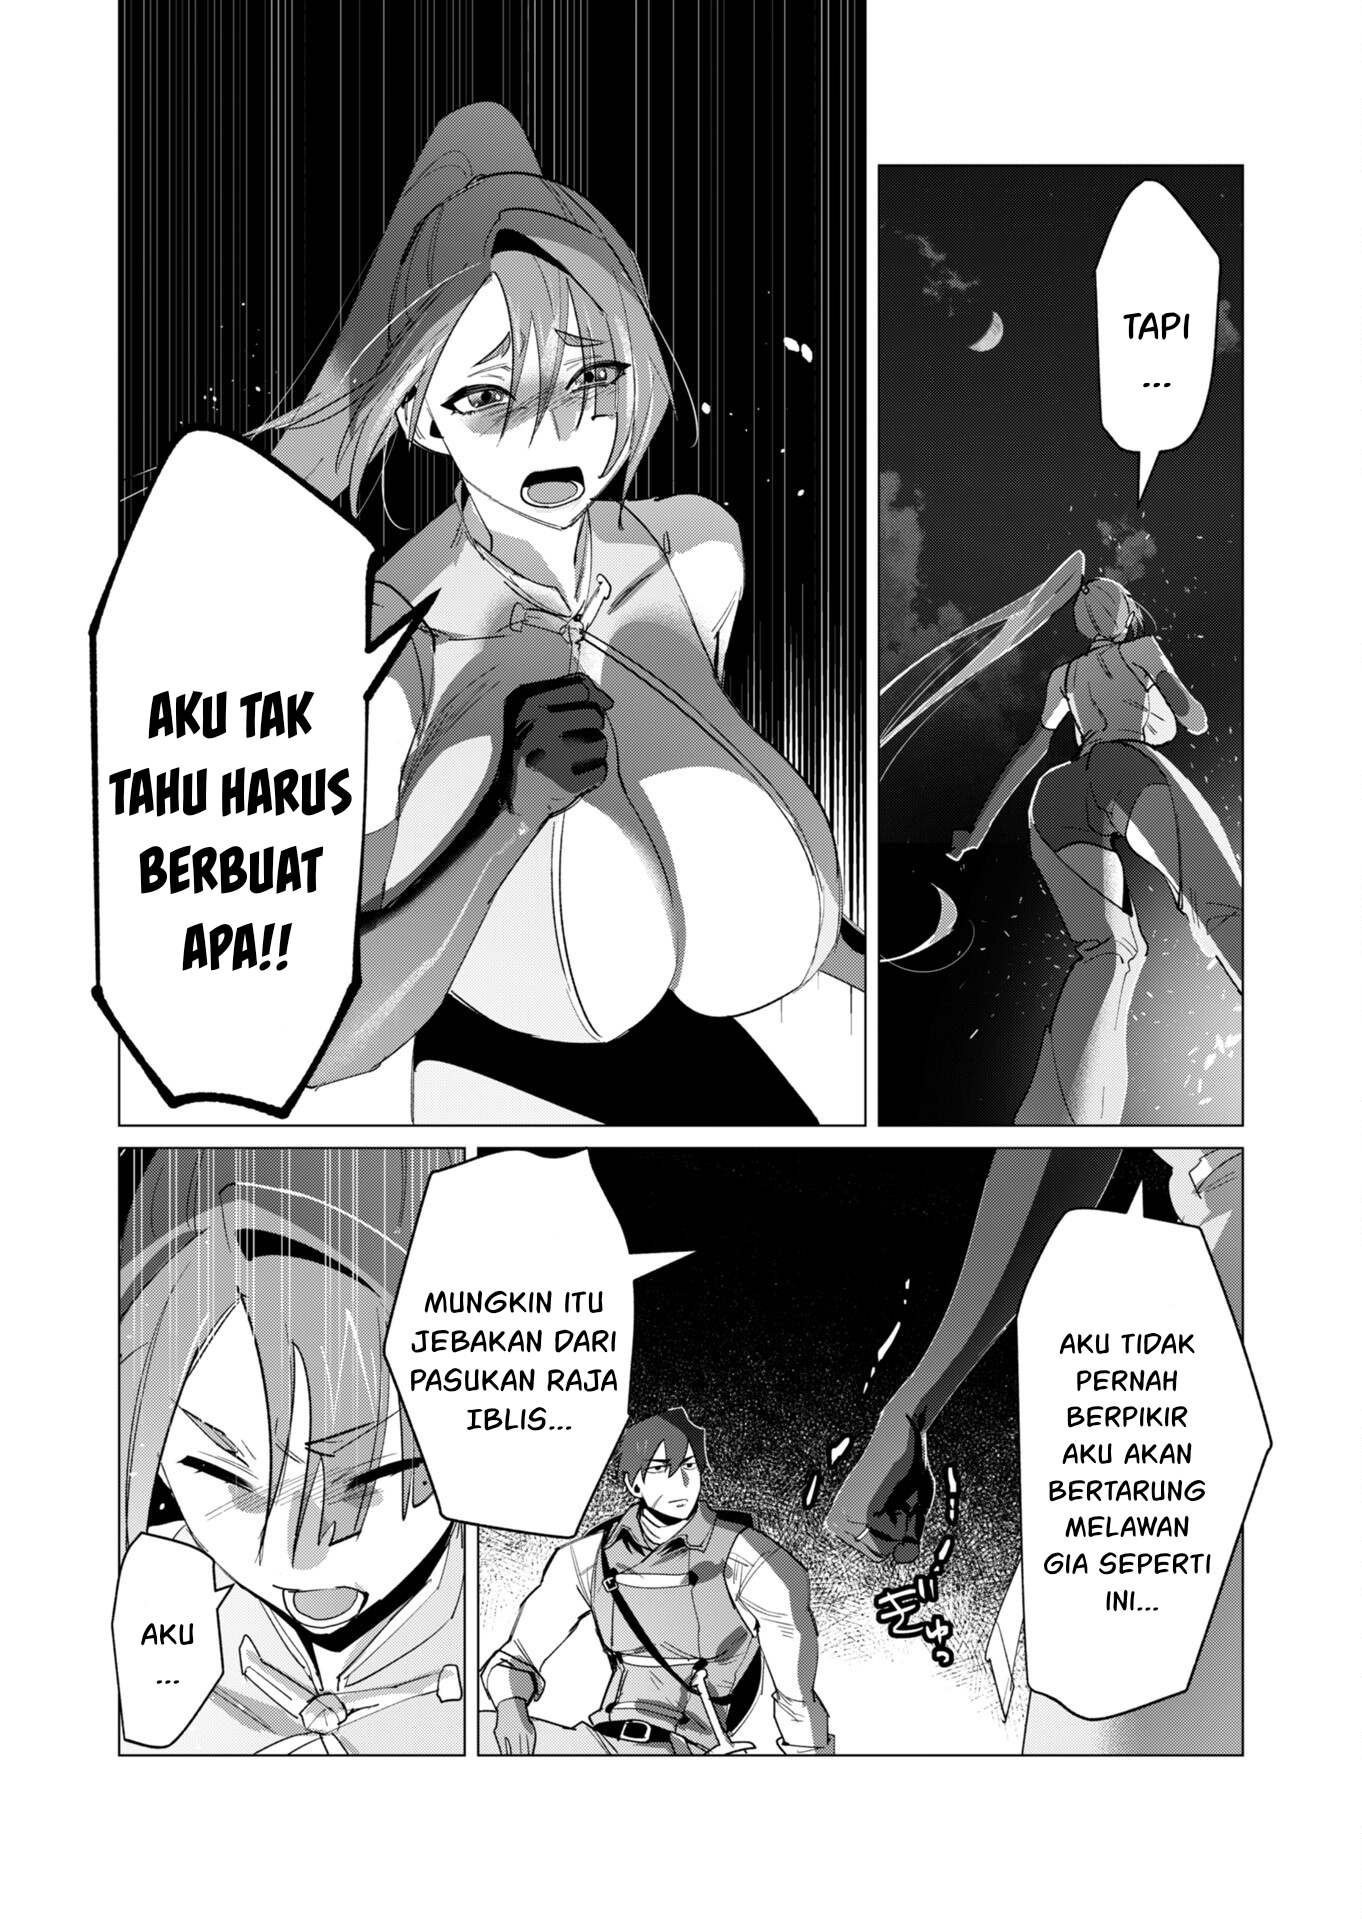 TAPI
...
AKU TAK
TAHU HARUS
BERBUAT
APA!!
AKU TIDAK
PERNAH
BERPIKIR
AKU AKAN
BERTARUNG
MELAWAN
GIA SEPERTI
INI...
MUNGKIN ITU
JEBAKAN DARI
PASUKAN RAJA
IBLIS...
AKU
...